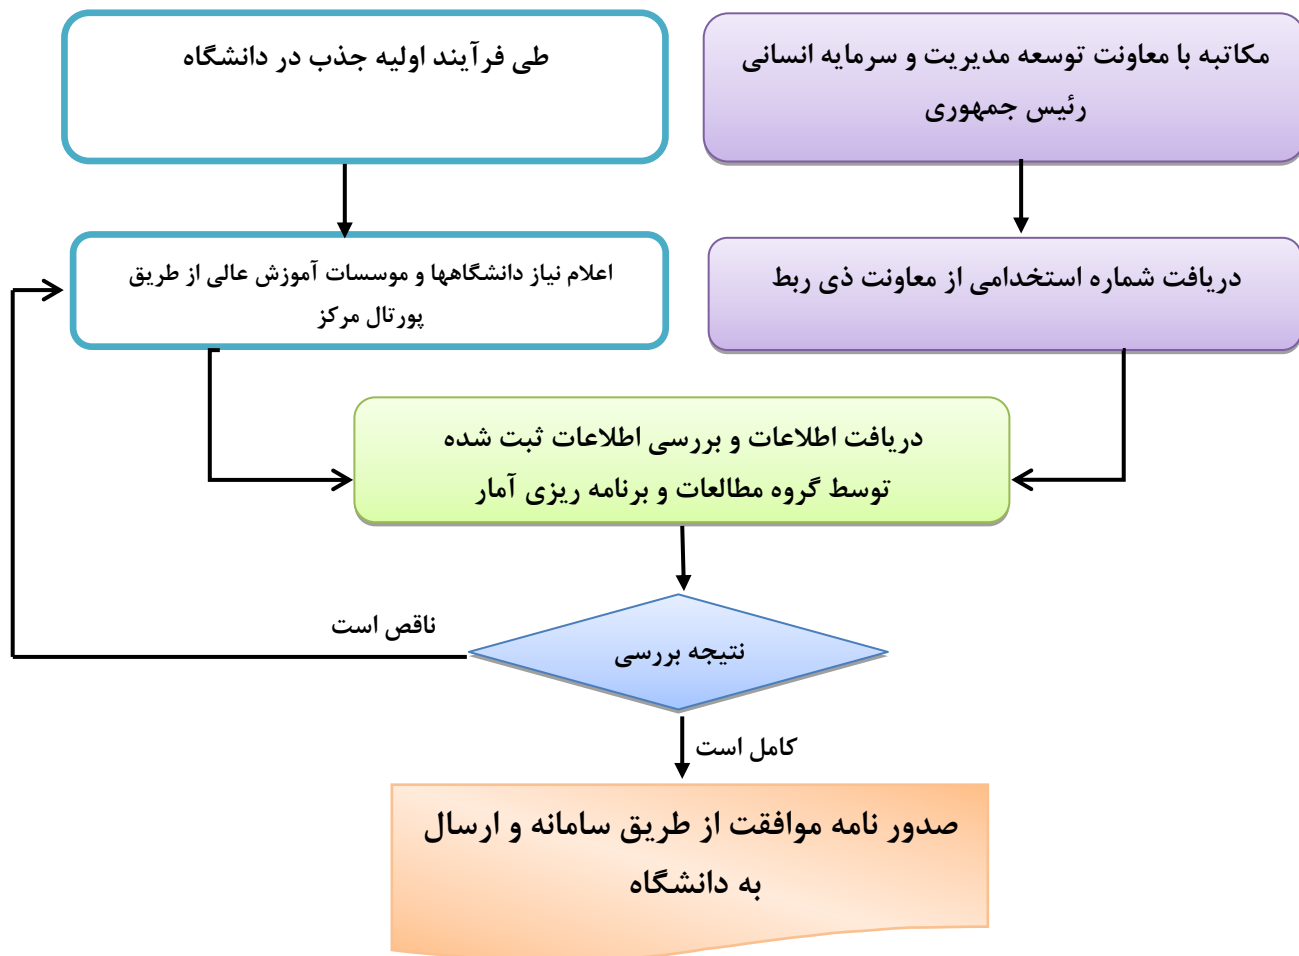 مکاتبه با معاونت توسعه مدیریت و سرمایه انسانی
رئیس جمهوری
طی فرآیند اولیه جذب در دانشگاه
دریافت شماره استخدامی از معاونت ذی ربط
اعلام نیاز دانشگاهها و موسسات آموزش عالی از طریق
پورتال مرکز
دریافت اطلاعات و بررسی اطلاعات ثبت شده
توسط گروه مطالعات و برنامه ریزی آمار
نتیجه بررسی
ناقص است
کامل است
صدور نامه موافقت از طریق سامانه و ارسال
به دانشگاه